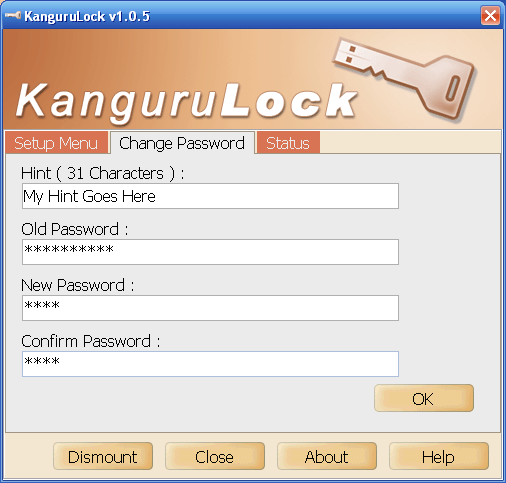 KanguruLock v1.0.5
KanguruLock
Setup Menu Change Password Status
Hint ( 31 Characters ) :
My Hint Goes Here
Old Password :
**********
New Password :
****
Confirm Password :
****
OK
Dismount Close About Help